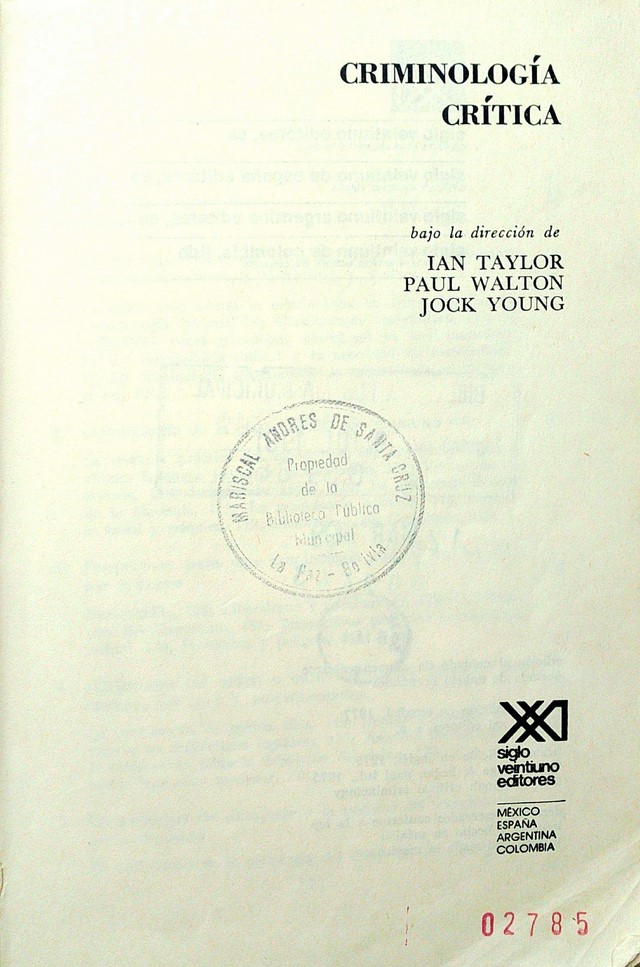 CRIMINOLOGÍA
CRÍTICA
bajo la dirección de
IAN TAYLOR
PAUL WALTON
JOCK YOUNG
MARISCAL ANDRES DE SANTA CRUZ
Propiedad
de la
Biblioteca Pública
Municipal
La Paz - Bolivia
siglo
veintiuno
editores
MÉXICO
ESPAÑA
ARGENTINA
COLOMBIA
02785